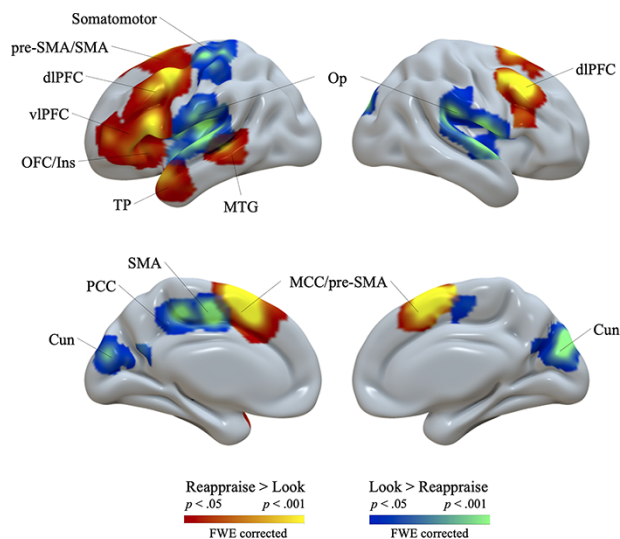 Somatomotor
pre-SMA/SMA
dlPFC
vlPFC
OFC/Ins
TP
MTG
Op
dlPFC
SMA
PCC
MCC/pre-SMA
Cun
Cun
Reappraise > Look
p < .05 p < .001
FWE corrected
Look > Reappraise
p < .05 p < .001
FWE corrected